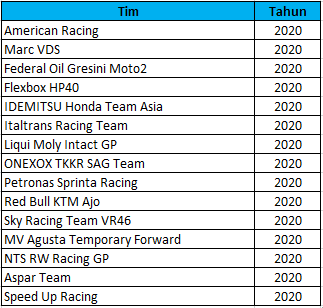 Tim Tahun
American Racing 2020
Marc VDS 2020
Federal Oil Gresini Moto2 2020
Flexbox HP40 2020
IDEMITSU Honda Team Asia 2020
Italtrans Racing Team 2020
Liqui Moly Intact GP 2020
ONEXOX TKKR SAG Team 2020
Petronas Sprinta Racing 2020
Red Bull KTM Ajo 2020
Sky Racing Team VR46 2020
MV Agusta Temporary Forward 2020
NTS RW Racing GP 2020
Aspar Team 2020
Speed Up Racing 2020